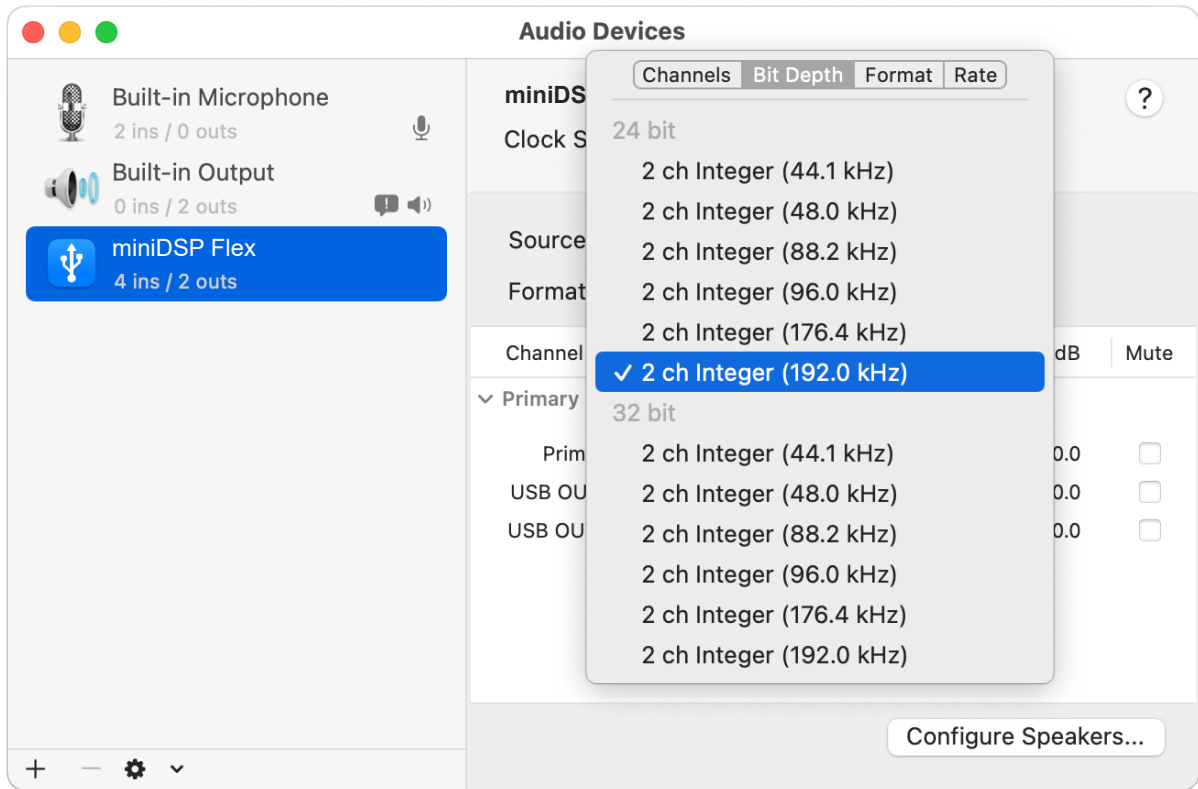 Audio Devices
Built-in Microphone
2 ins / 0 outs
Built-in Output
0 ins / 2 outs
miniDSP Flex
4 ins / 2 outs
miniDS
Clock S
?
Source
Format
Channel
dB
Mute
Primary
Prim
0.0
USB OU
0.0
USB OU
0.0
Channels
Bit Depth
Format
Rate
24 bit
2 ch Integer (44.1 kHz)
2 ch Integer (48.0 kHz)
2 ch Integer (88.2 kHz)
2 ch Integer (96.0 kHz)
2 ch Integer (176.4 kHz)
✓ 2 ch Integer (192.0 kHz)
32 bit
2 ch Integer (44.1 kHz)
2 ch Integer (48.0 kHz)
2 ch Integer (88.2 kHz)
2 ch Integer (96.0 kHz)
2 ch Integer (176.4 kHz)
2 ch Integer (192.0 kHz)
Configure Speakers...